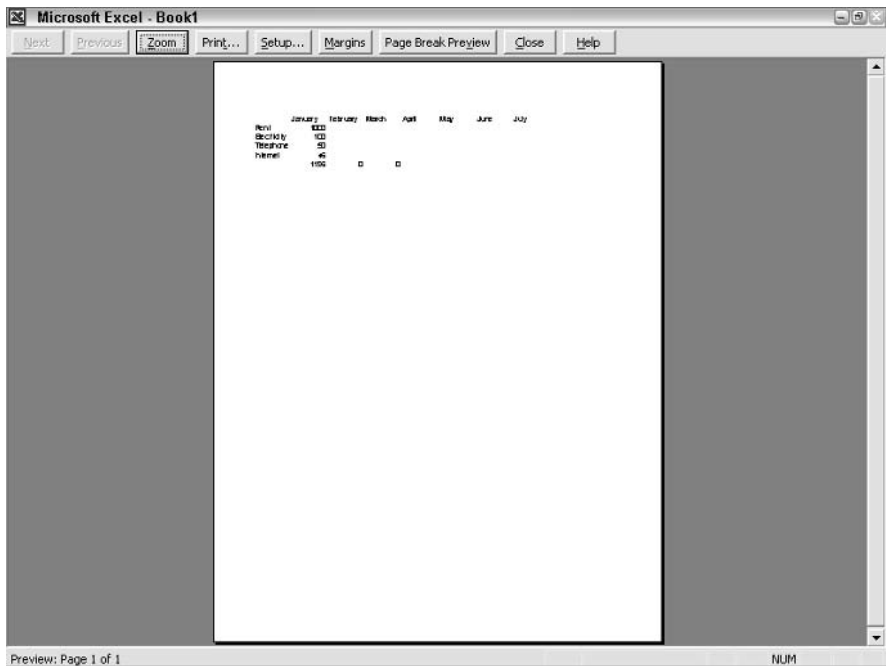 Microsoft Excel - Book1
Next Previous Zoom Print... Setup... Margins Page Break Preview Close Help
January February March April May June July
Rent 1000
Electricity 100
Telephone 50
Internet 45
0 0
Preview: Page 1 of 1 NUM